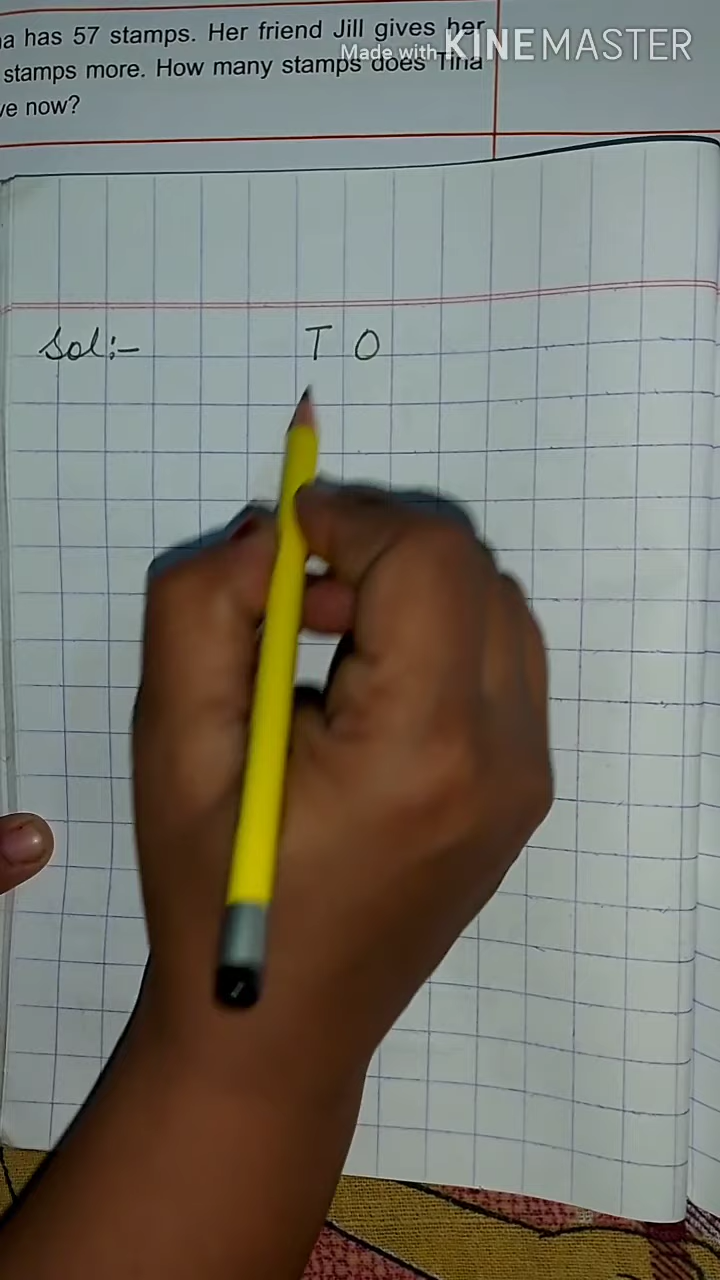 a has 57 stamps. Her friend Jill gives her
stamps more. How many stamps does Tina
ve now?
Made with KINEMASTER
Sol:- T O